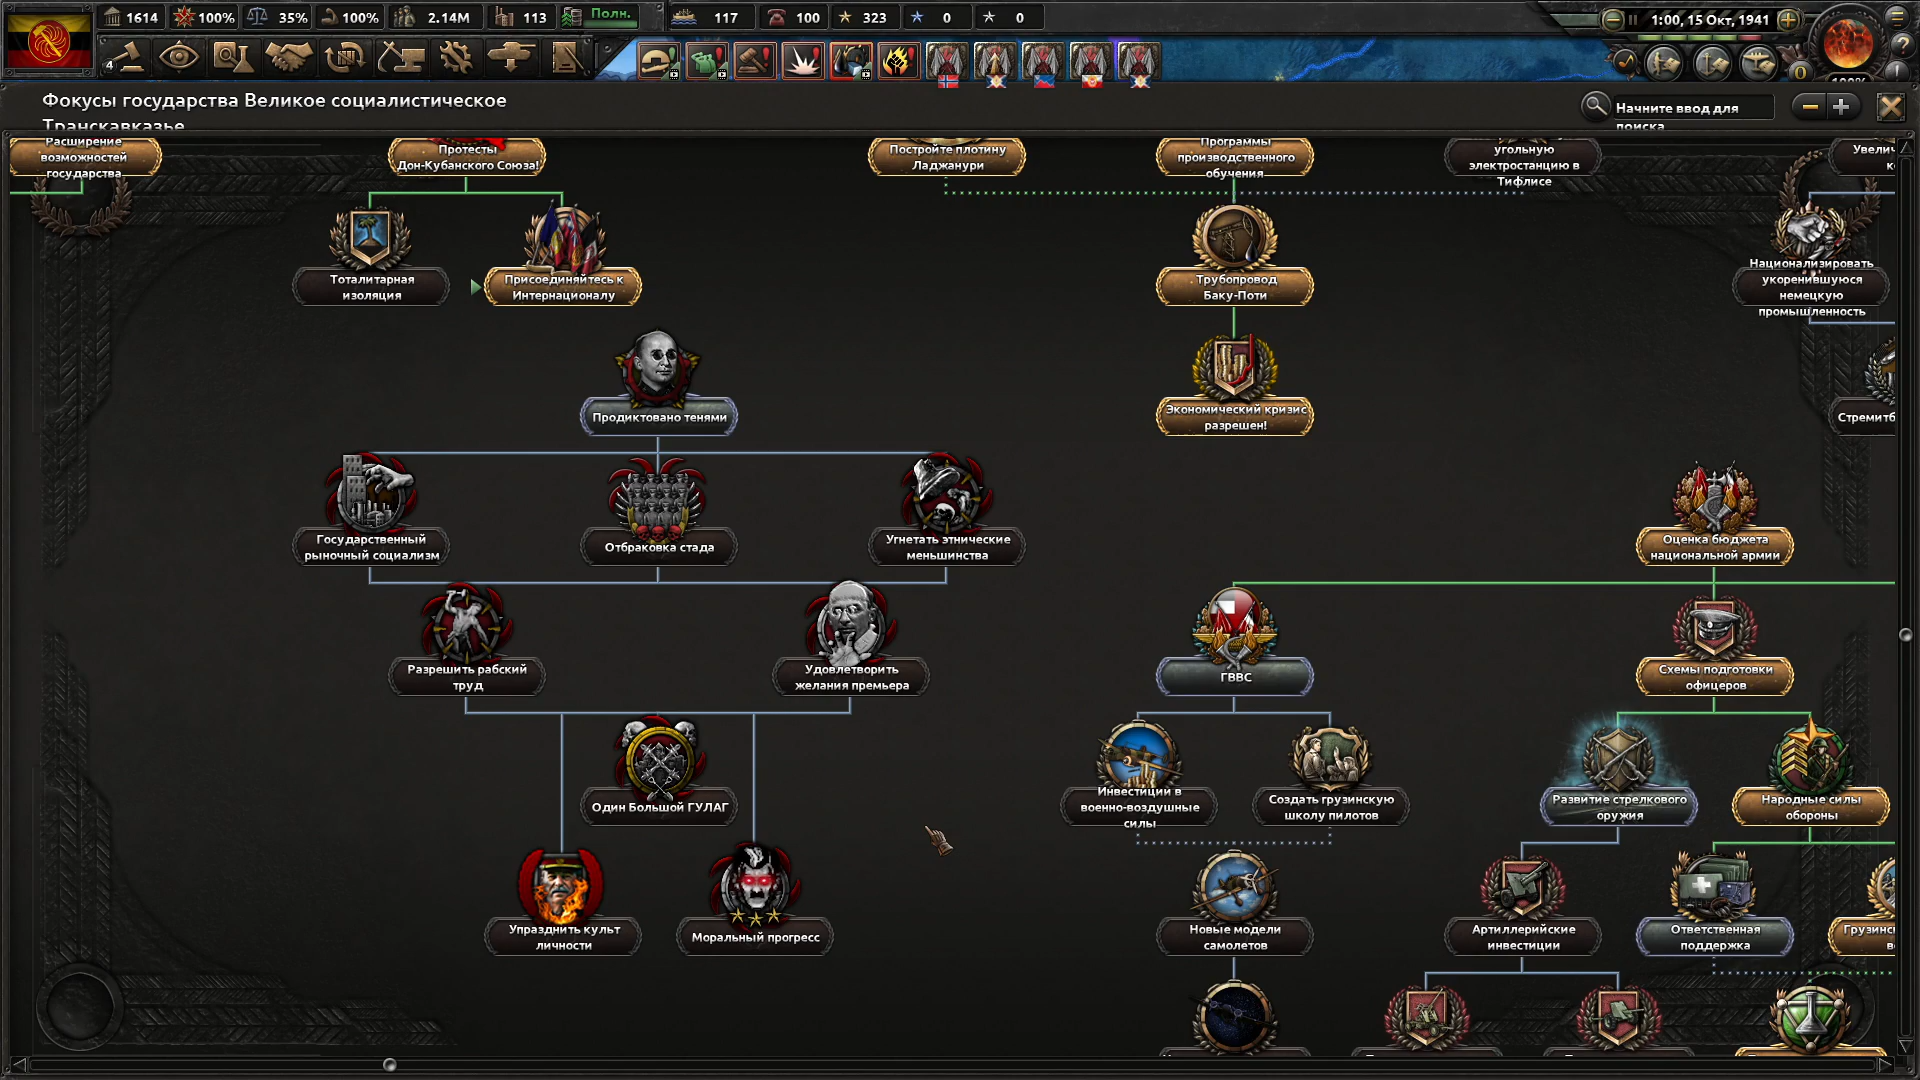 1614
100%
35%
100%
2.14M
113
Полн.
117
100
323
0
0
1:00, 15 Окт, 1941
4
0
100%
Фокусы государства Великое социалистическое
Транскавказье
Начните ввод для
поиска
Расширение
возможностей
государства
Протесты
Дон-Кубанского Союза!
Постройте плотину
Ладжанури
Программы
производственного
обучения
угольную
электростанцию в
Тифлисе
Тоталитарная
изоляция
Присоединяйтесь к
Интернационалу
Трубопровод
Баку-Поти
Национализировать
укоренившуюся
немецкую
промышленность
Продиктовано тенями
Экономический кризис
разрешен!
Государственный
рыночный социализм
Отбраковка стада
Угнетать этнические
меньшинства
Оценка бюджета
национальной армии
Разрешить рабский
труд
Удовлетворить
желания премьера
ГВВС
Схемы подготовки
офицеров
Один Большой ГУЛАГ
Инвестиции в
военно-воздушные
силы
Создать грузинскую
школу пилотов
Развитие стрелкового
оружия
Народные силы
обороны
Упразднить культ
личности
Моральный прогресс
Новые модели
самолетов
Артиллерийские
инвестиции
Ответственная
поддержка